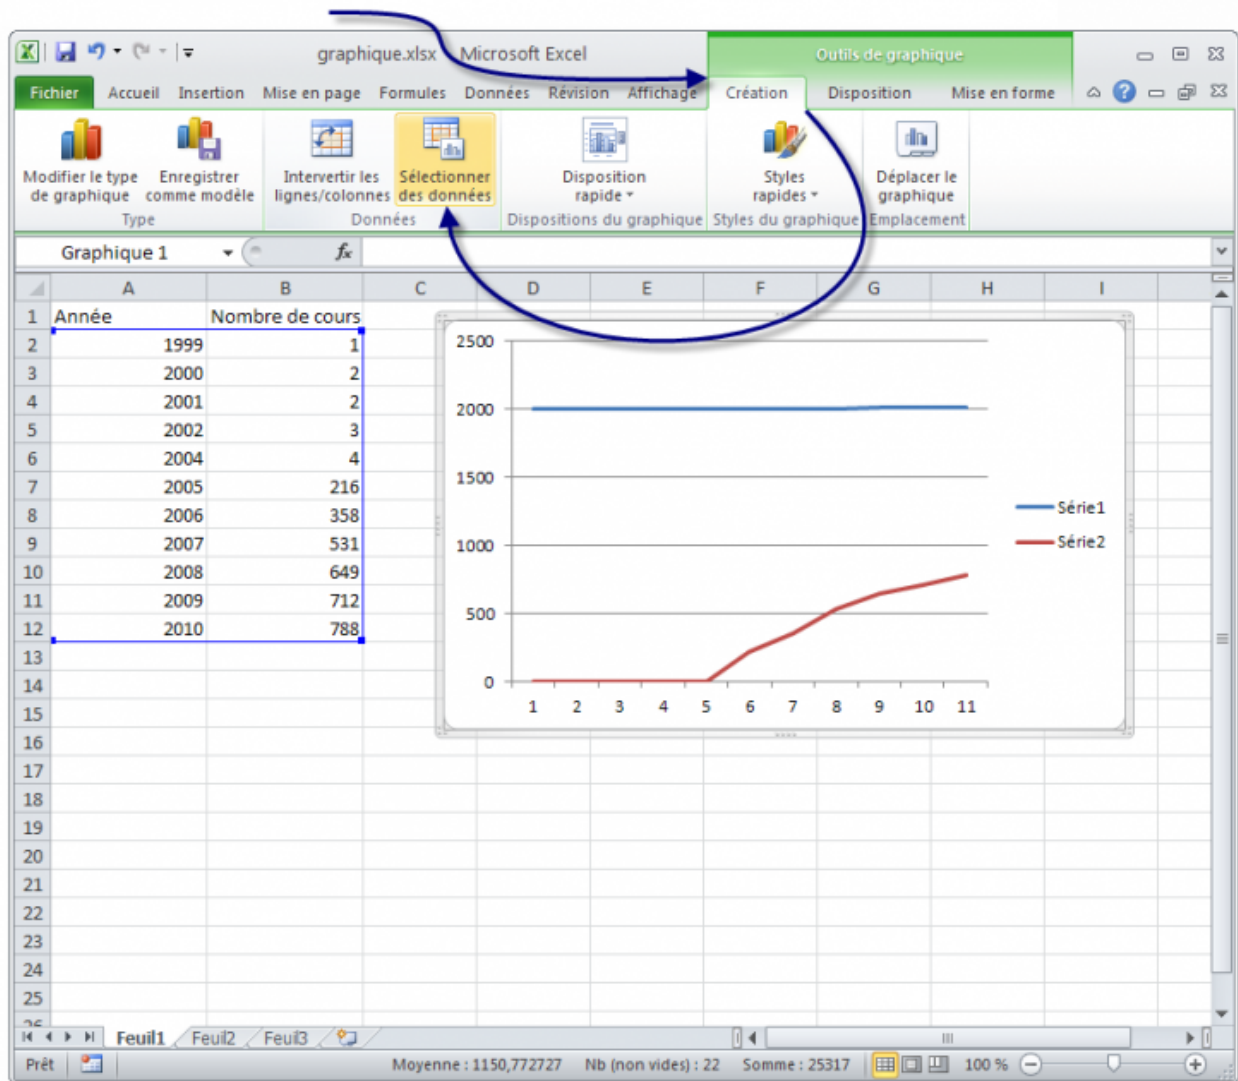 graphique.xlsx Microsoft Excel
Outils de graphique
Fichier Accueil Insertion Mise en page Formules Données Révision Affichage Création Disposition Mise en forme
Modifier le type de graphique
Enregistrer comme modèle
Intervertir les lignes/colonnes
Sélectionner des données
Disposition rapide
Styles rapides
Déplacer le graphique
Type Données Dispositions du graphique Styles du graphique Emplacement
Graphique 1 fx
A B C D E F G H I
1 Année Nombre de cours
2 1999 1
3 2000 2
4 2001 2
5 2002 3
6 2004 4
7 2005 216
8 2006 358
9 2007 531
10 2008 649
11 2009 712
12 2010 788
13
14
15
16
17
18
19
20
21
22
23
24
25
26
2500
2000
1500
1000
500
0
1 2 3 4 5 6 7 8 9 10 11
Série1
Série2
Feuil1 Feuil2 Feuil3
Prêt Moyenne : 1150,772727 Nb (non vides) : 22 Somme : 25317 100 %